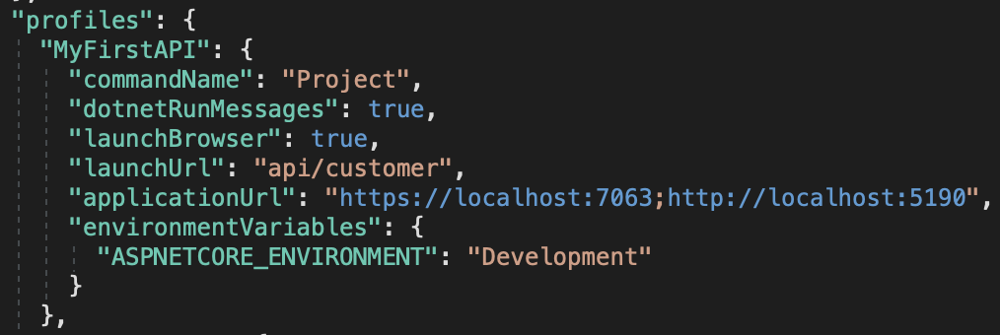 "profiles": {
"MyFirstAPI": {
"commandName": "Project",
"dotnetRunMessages": true,
"launchBrowser": true,
"launchUrl": "api/customer",
"applicationUrl": "https://localhost:7063;http://localhost:5190",
"environmentVariables": {
"ASPNETCORE_ENVIRONMENT": "Development"
}
},